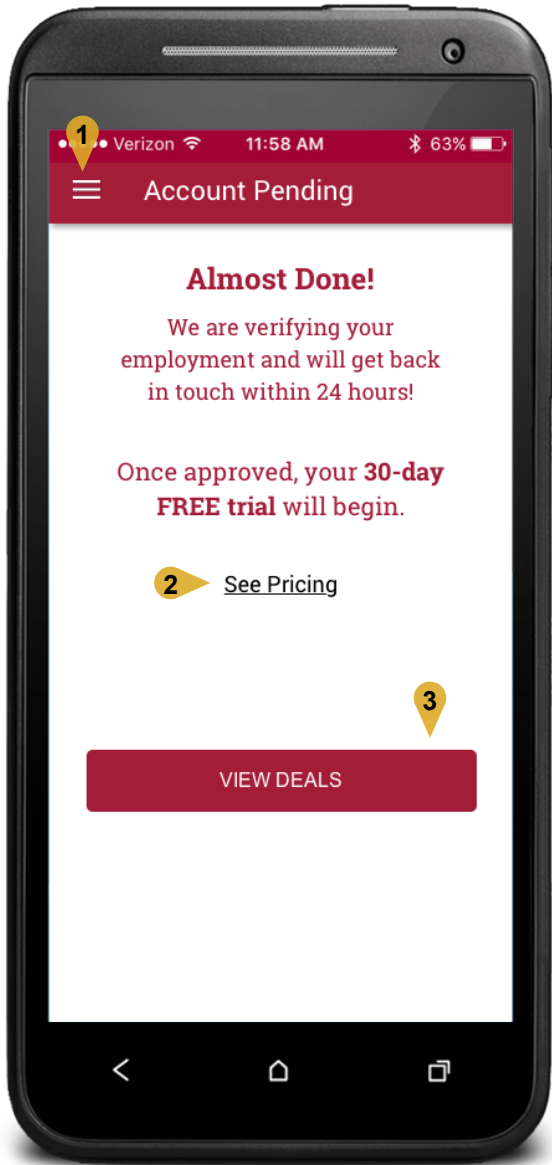 1
Verizon 11:58 AM 63%
Account Pending
Almost Done!
We are verifying your
employment and will get back
in touch within 24 hours!
Once approved, your 30-day
FREE trial will begin.
2 See Pricing
3
VIEW DEALS